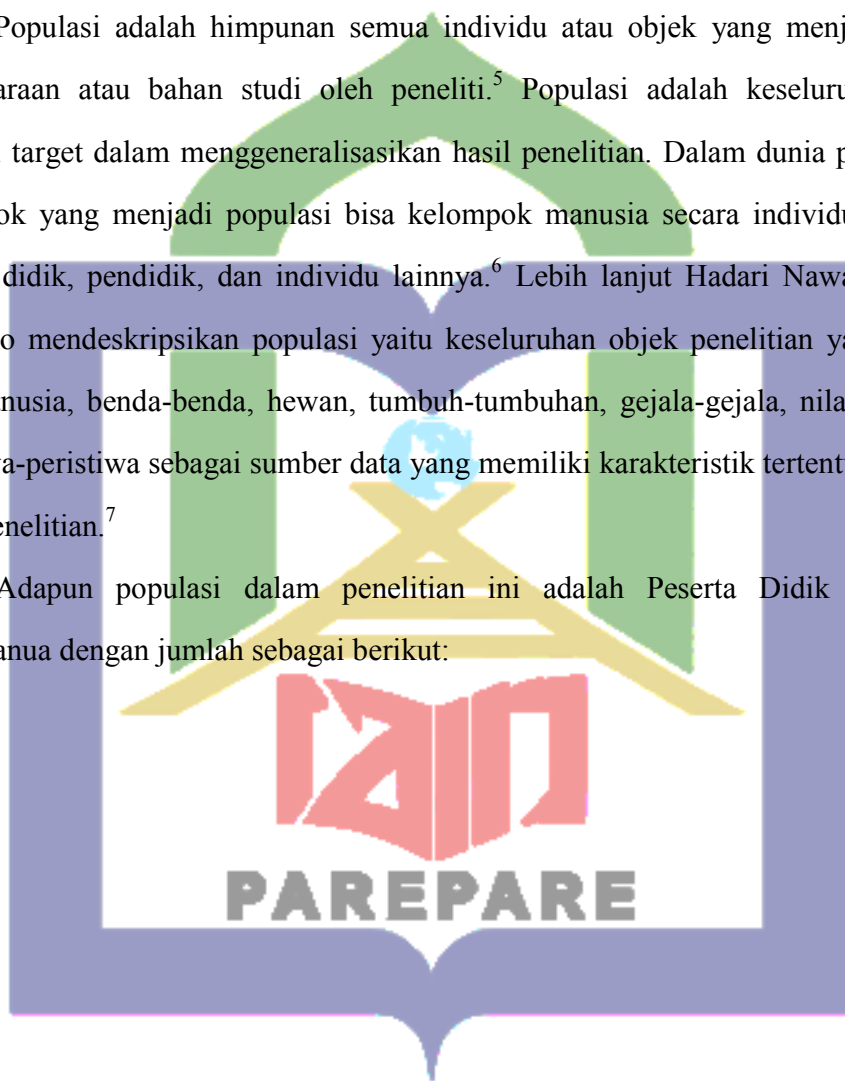 Populasi adalah himpunan semua individu atau objek yang menj
araan atau bahan studi oleh peneliti.⁵ Populasi adalah keseluru
target dalam menggeneralisasikan hasil penelitian. Dalam dunia p
ok yang menjadi populasi bisa kelompok manusia secara individu
didik, pendidik, dan individu lainnya.⁶ Lebih lanjut Hadari Nawa
o mendeskripsikan populasi yaitu keseluruhan objek penelitian ya
nusia, benda-benda, hewan, tumbuh-tumbuhan, gejala-gejala, nila
a-peristiwa sebagai sumber data yang memiliki karakteristik tertentu
enelitian.⁷
Adapun populasi dalam penelitian ini adalah Peserta Didik
anua dengan jumlah sebagai berikut:
iain
PAREPARE